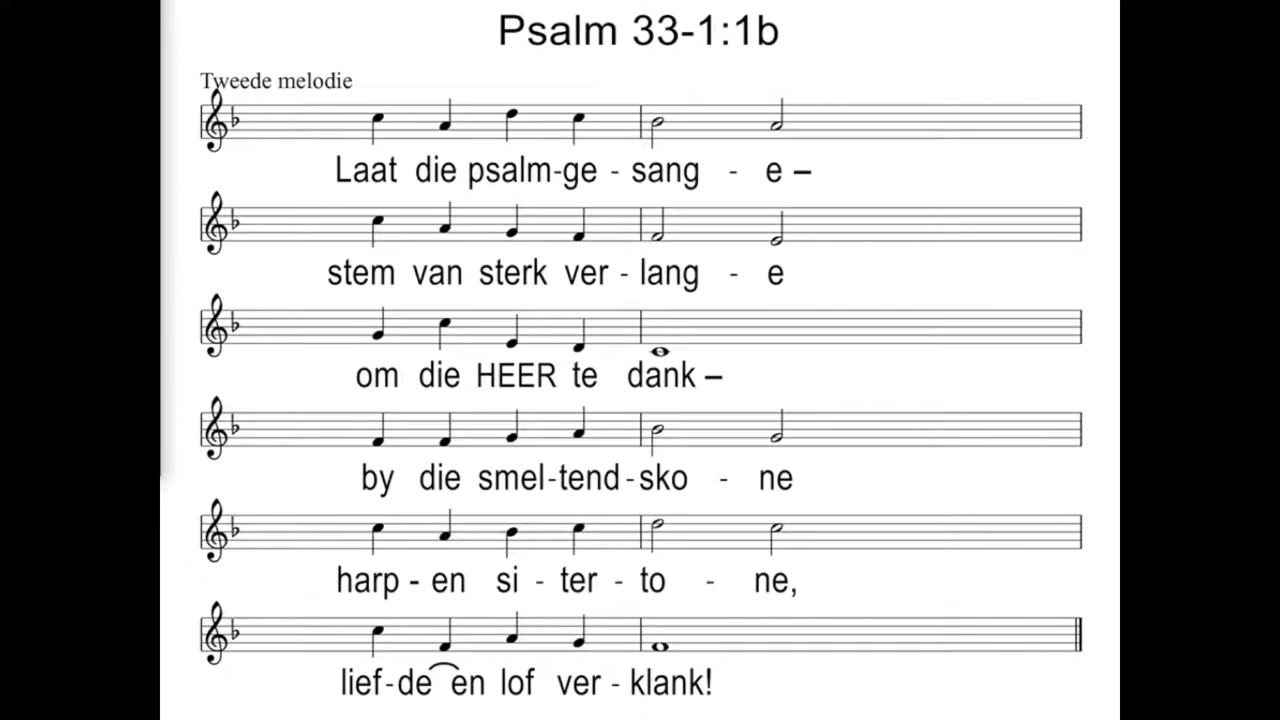 Psalm 33-1:1b
Tweede melodie
Laat die psalm-ge - sang - e –
stem van sterk ver - lang - e
om die HEER te dank –
by die smel-tend-sko - ne
harp - en si - ter - to - ne,
lief-de en lof ver - klank!